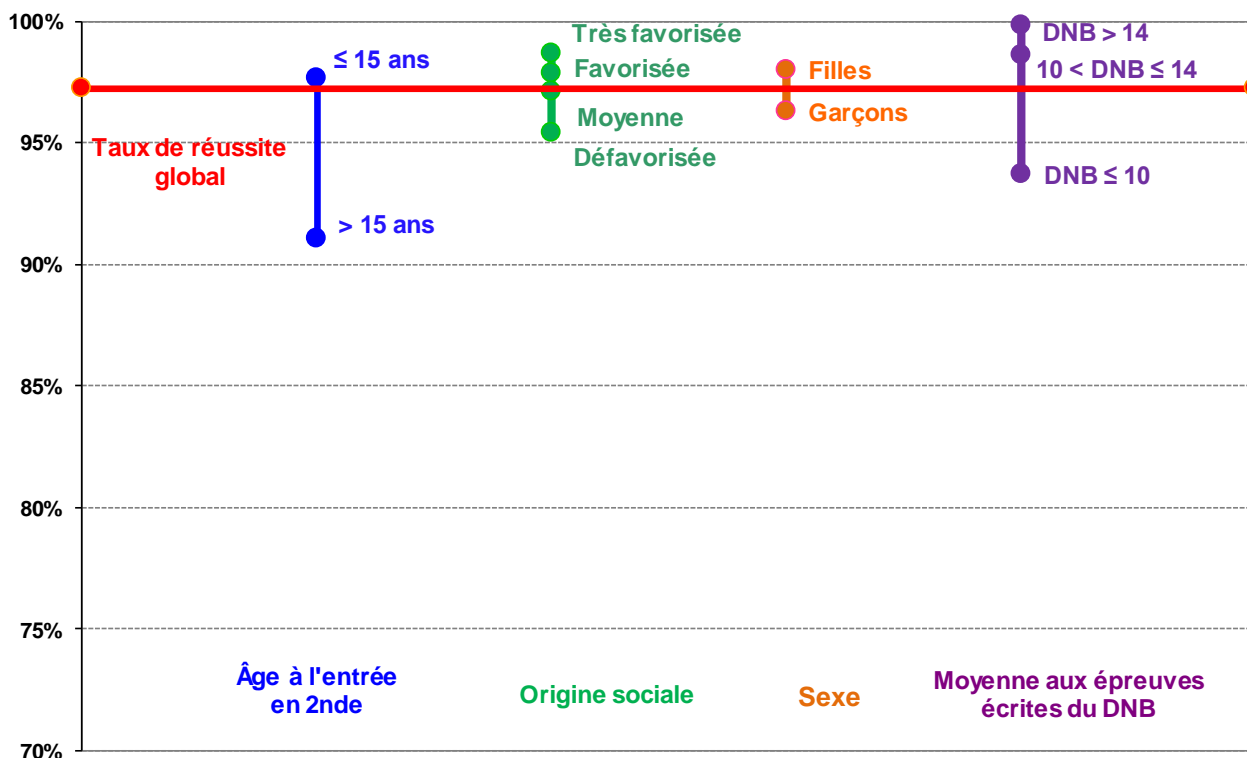 100%
95%
90%
85%
80%
75%
70%
Taux de réussite
global
≤ 15 ans
> 15 ans
Très favorisée
Favorisée
Moyenne
Défavorisée
Filles
Garçons
DNB > 14
10 < DNB ≤ 14
DNB ≤ 10
Âge à l'entrée
en 2nde
Origine sociale
Sexe
Moyenne aux épreuves
écrites du DNB